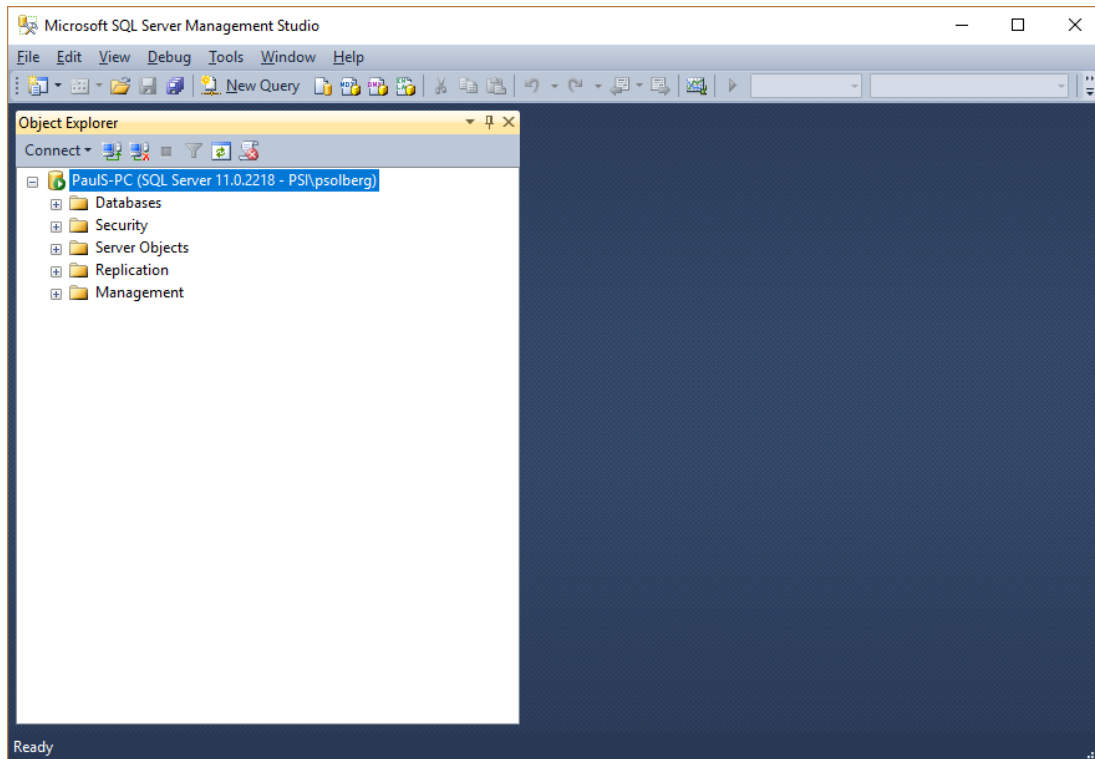 Microsoft SQL Server Management Studio
File Edit View Debug Tools Window Help
New Query
Object Explorer
Connect
PaulS-PC (SQL Server 11.0.2218 - PSI\psolberg)
Databases
Security
Server Objects
Replication
Management
Ready